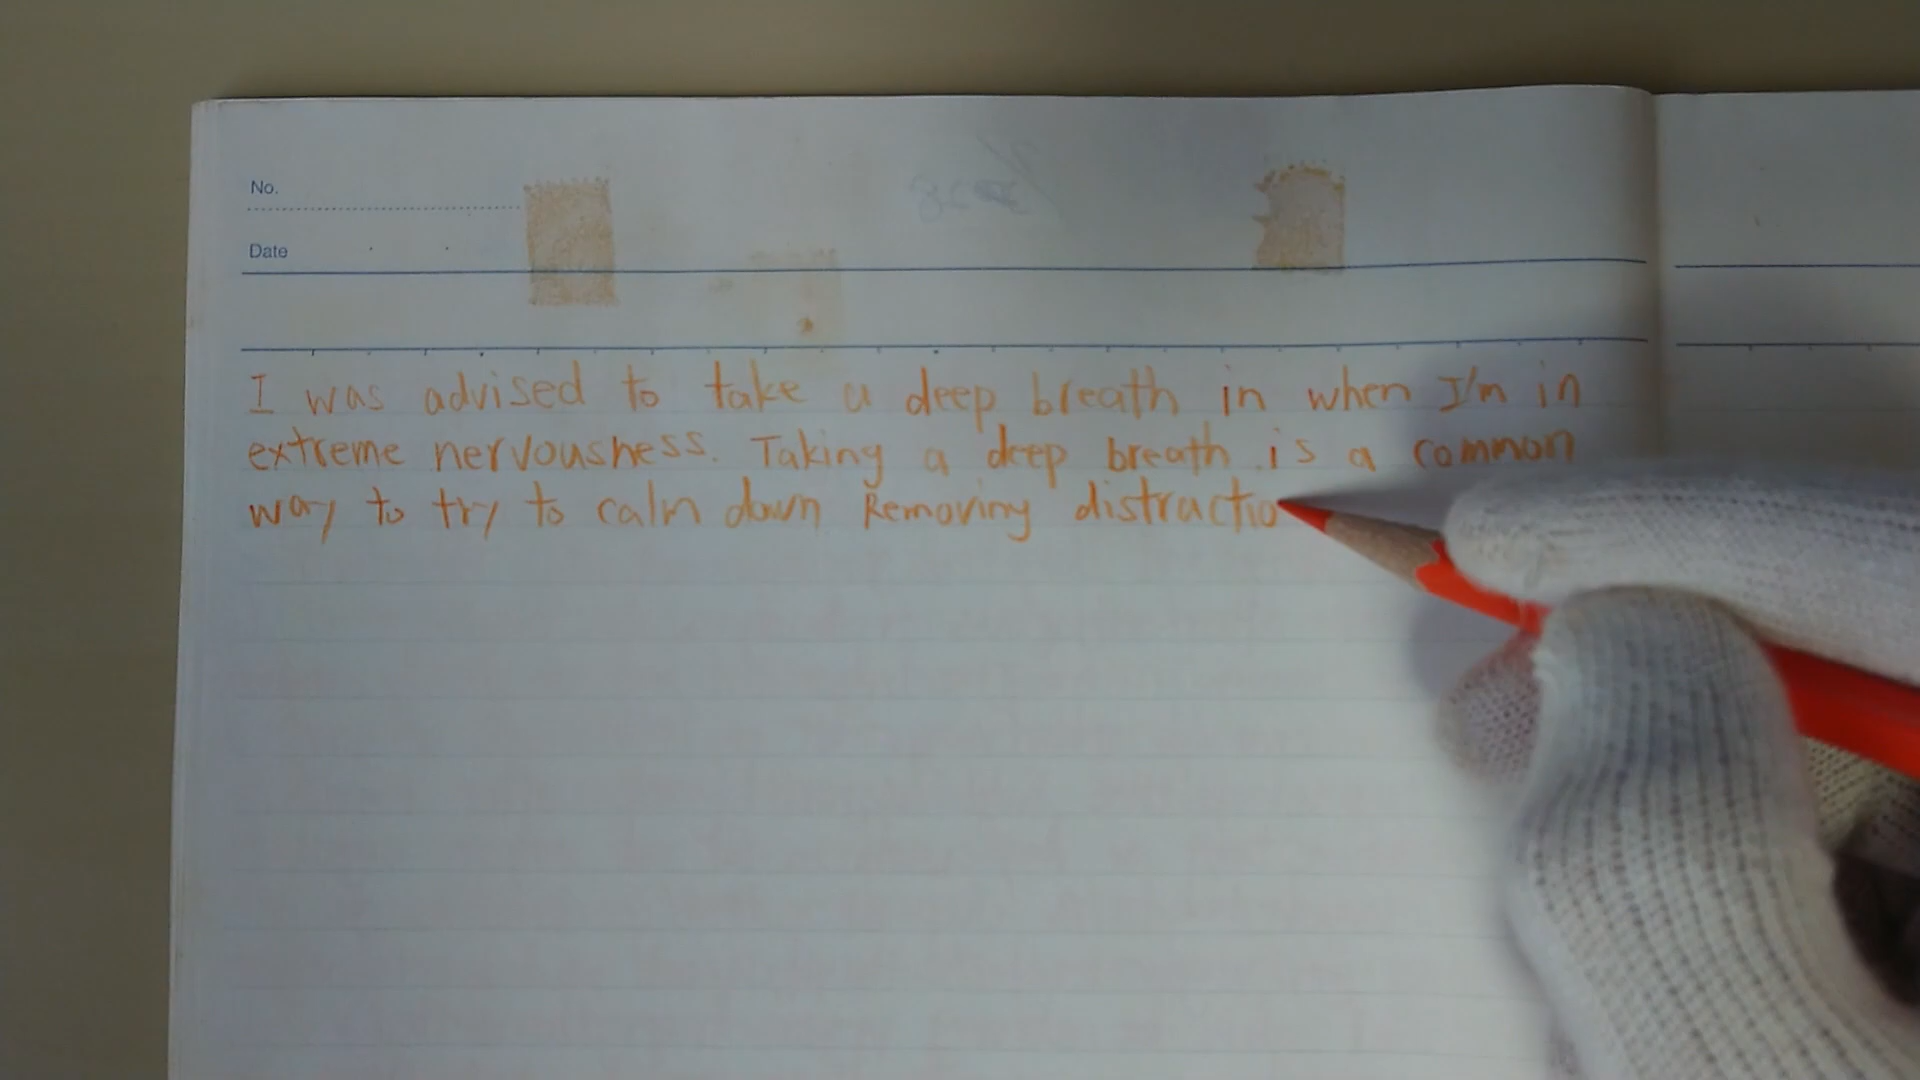 No.
Date
I was advised to take a deep breath in when I'm in
extreme nervousness. Taking a deep breath is a common
way to try to calm down Removing distractio